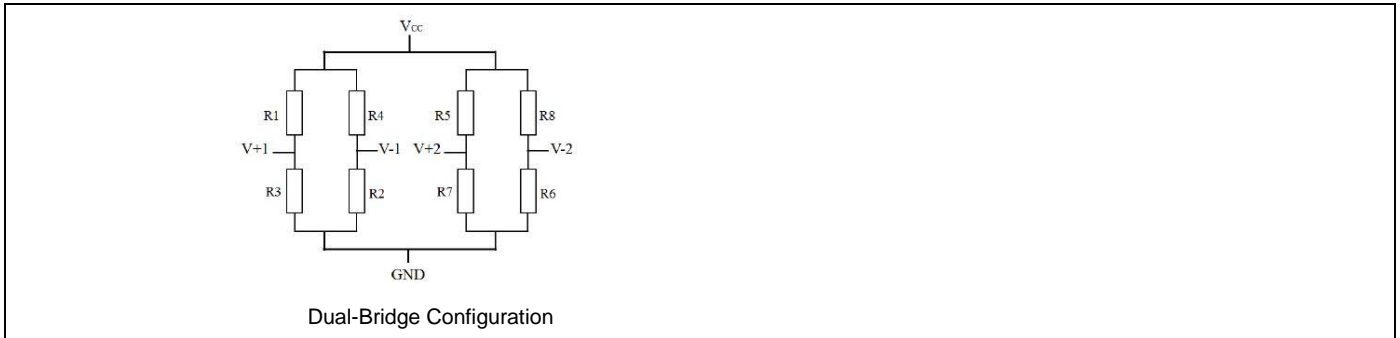 Vcc
R1 R4 R5 R8
V+1 V-1 V+2 V-2
R3 R2 R7 R6
GND
Dual-Bridge Configuration